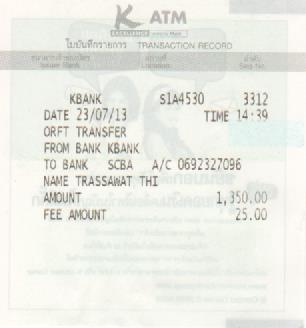 K ATM
EXCELLENCE
ใบบันทึกรายการ TRANSACTION RECORD
KBANK S1A4530 3312
DATE 23/07/13 TIME 14:39
ORFT TRANSFER
FROM BANK KBANK
TO BANK SCBA A/C 0692327096
NAME TRASSAWAT THI
AMOUNT 1,350.00
FEE AMOUNT 25.00